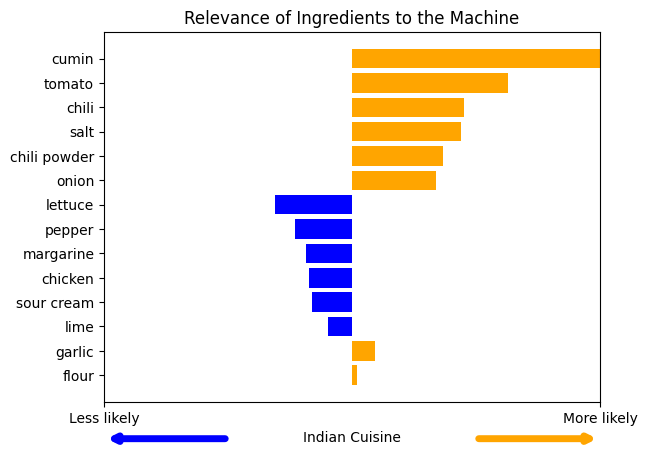 Relevance of Ingredients to the Machine
cumin
tomato
chili
salt
chili powder
onion
lettuce
pepper
margarine
chicken
sour cream
lime
garlic
flour
Less likely
More likely
Indian Cuisine